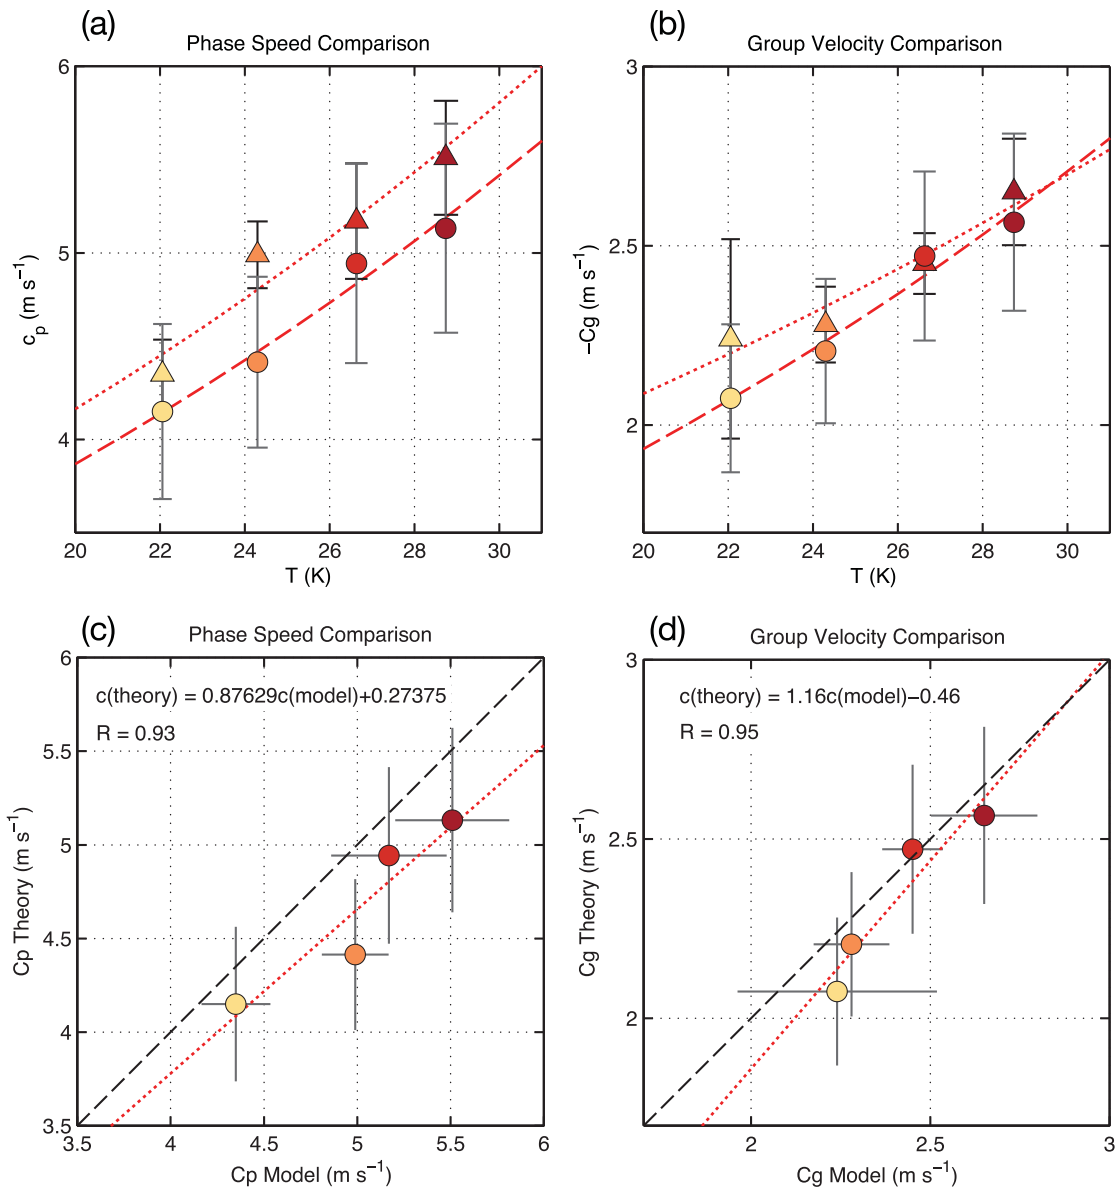 (a)
Phase Speed Comparison
6
5
4
cp (m s⁻¹)
20 22 24 26 28 30
T (K)
(b)
Group Velocity Comparison
3
2.5
2
−Cg (m s⁻¹)
20 22 24 26 28 30
T (K)
(c)
Phase Speed Comparison
c(theory) = 0.87629c(model)+0.27375
R = 0.93
6
5.5
5
4.5
4
3.5
Cp Theory (m s⁻¹)
3.5 4 4.5 5 5.5 6
Cp Model (m s⁻¹)
(d)
Group Velocity Comparison
c(theory) = 1.16c(model)−0.46
R = 0.95
3
2.5
2
Cg Theory (m s⁻¹)
2 2.5 3
Cg Model (m s⁻¹)